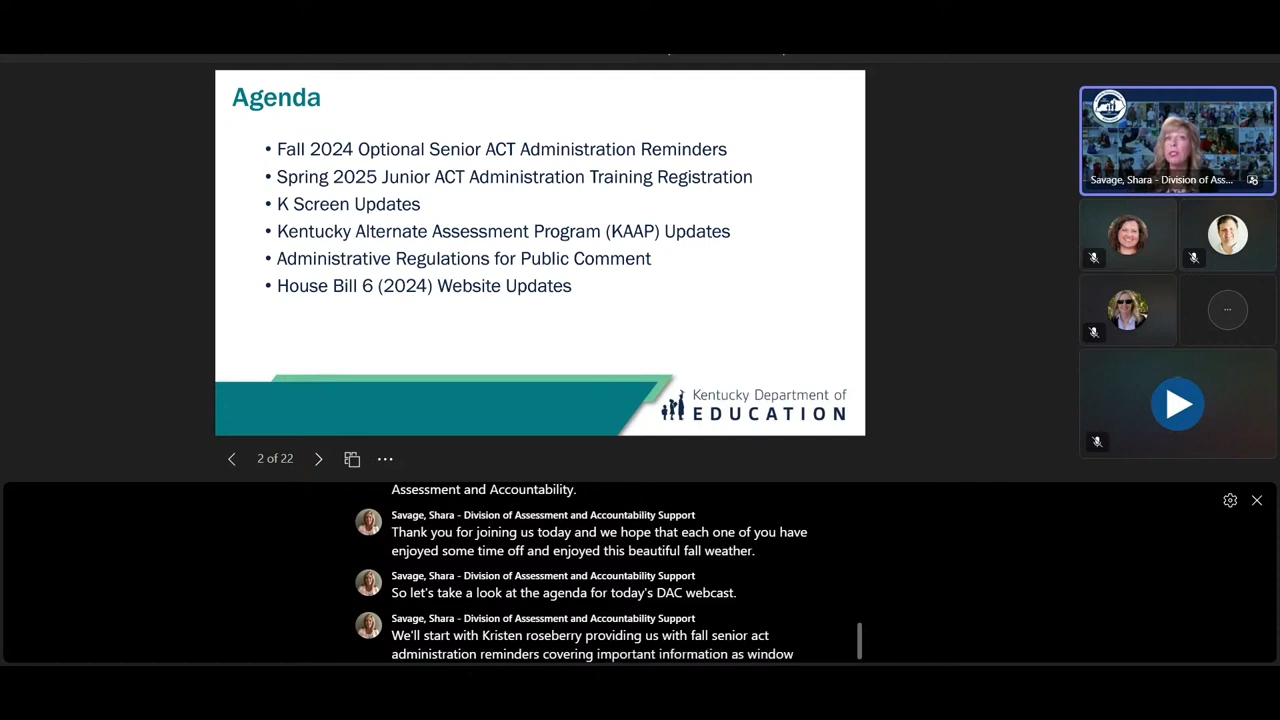 Agenda
• Fall 2024 Optional Senior ACT Administration Reminders
• Spring 2025 Junior ACT Administration Training Registration
• K Screen Updates
• Kentucky Alternate Assessment Program (KAAP) Updates
• Administrative Regulations for Public Comment
• House Bill 6 (2024) Website Updates
Kentucky Department of
EDUCATION
Savage, Shara - Division of Ass...
2 of 22
Assessment and Accountability.
Savage, Shara - Division of Assessment and Accountability Support
Thank you for joining us today and we hope that each one of you have
enjoyed some time off and enjoyed this beautiful fall weather.
Savage, Shara - Division of Assessment and Accountability Support
So let's take a look at the agenda for today's DAC webcast.
Savage, Shara - Division of Assessment and Accountability Support
We'll start with Kristen roseberry providing us with fall senior act
administration reminders covering important information as window